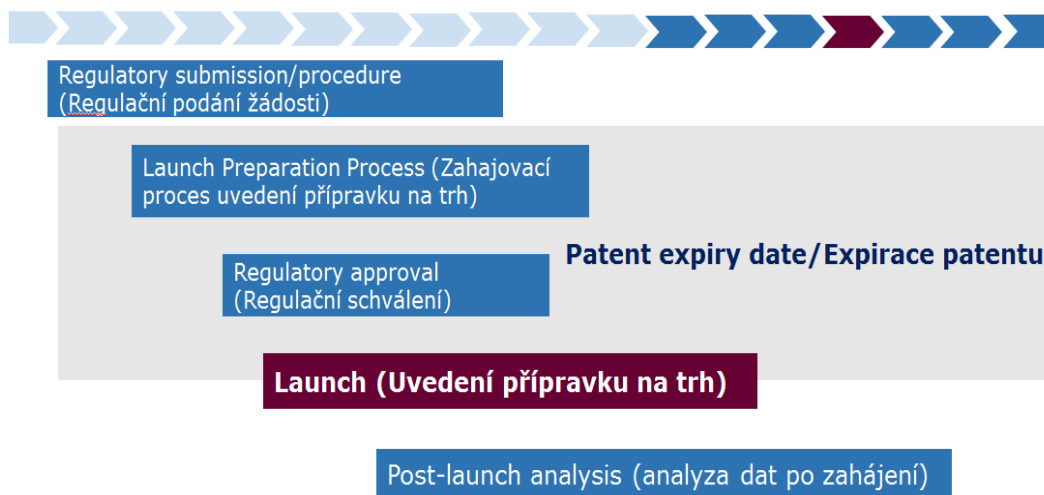 Regulatory submission/procedure
(Regulační podání žádosti)
Launch Preparation Process (Zahajovací
proces uvedení přípravku na trh)
Patent expiry date/Expirace patentu
Regulatory approval
(Regulační schválení)
Launch (Uvedení přípravku na trh)
Post-launch analysis (analyza dat po zahájení)